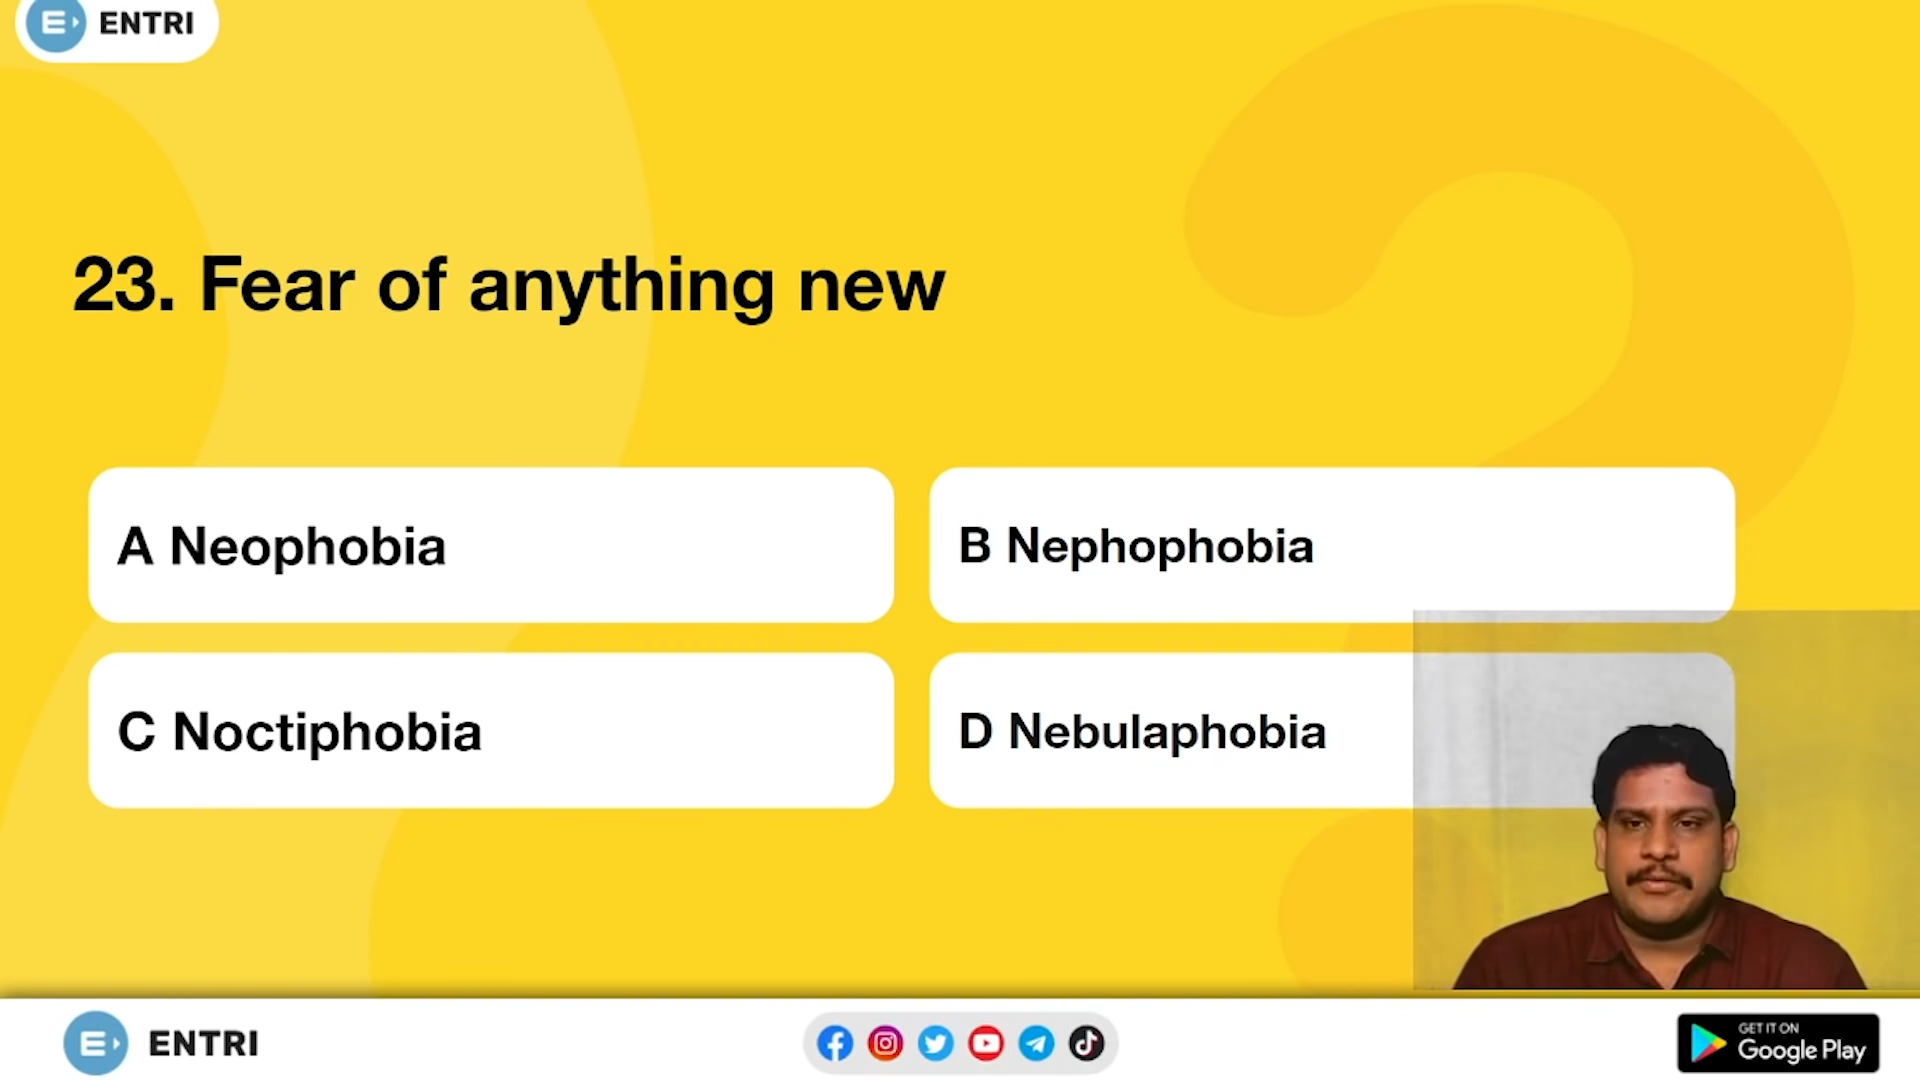 ENTRI
23. Fear of anything new
A Neophobia
B Nephophobia
C Noctiphobia
D Nebulaphobia
ENTRI
GET IT ON
Google Play